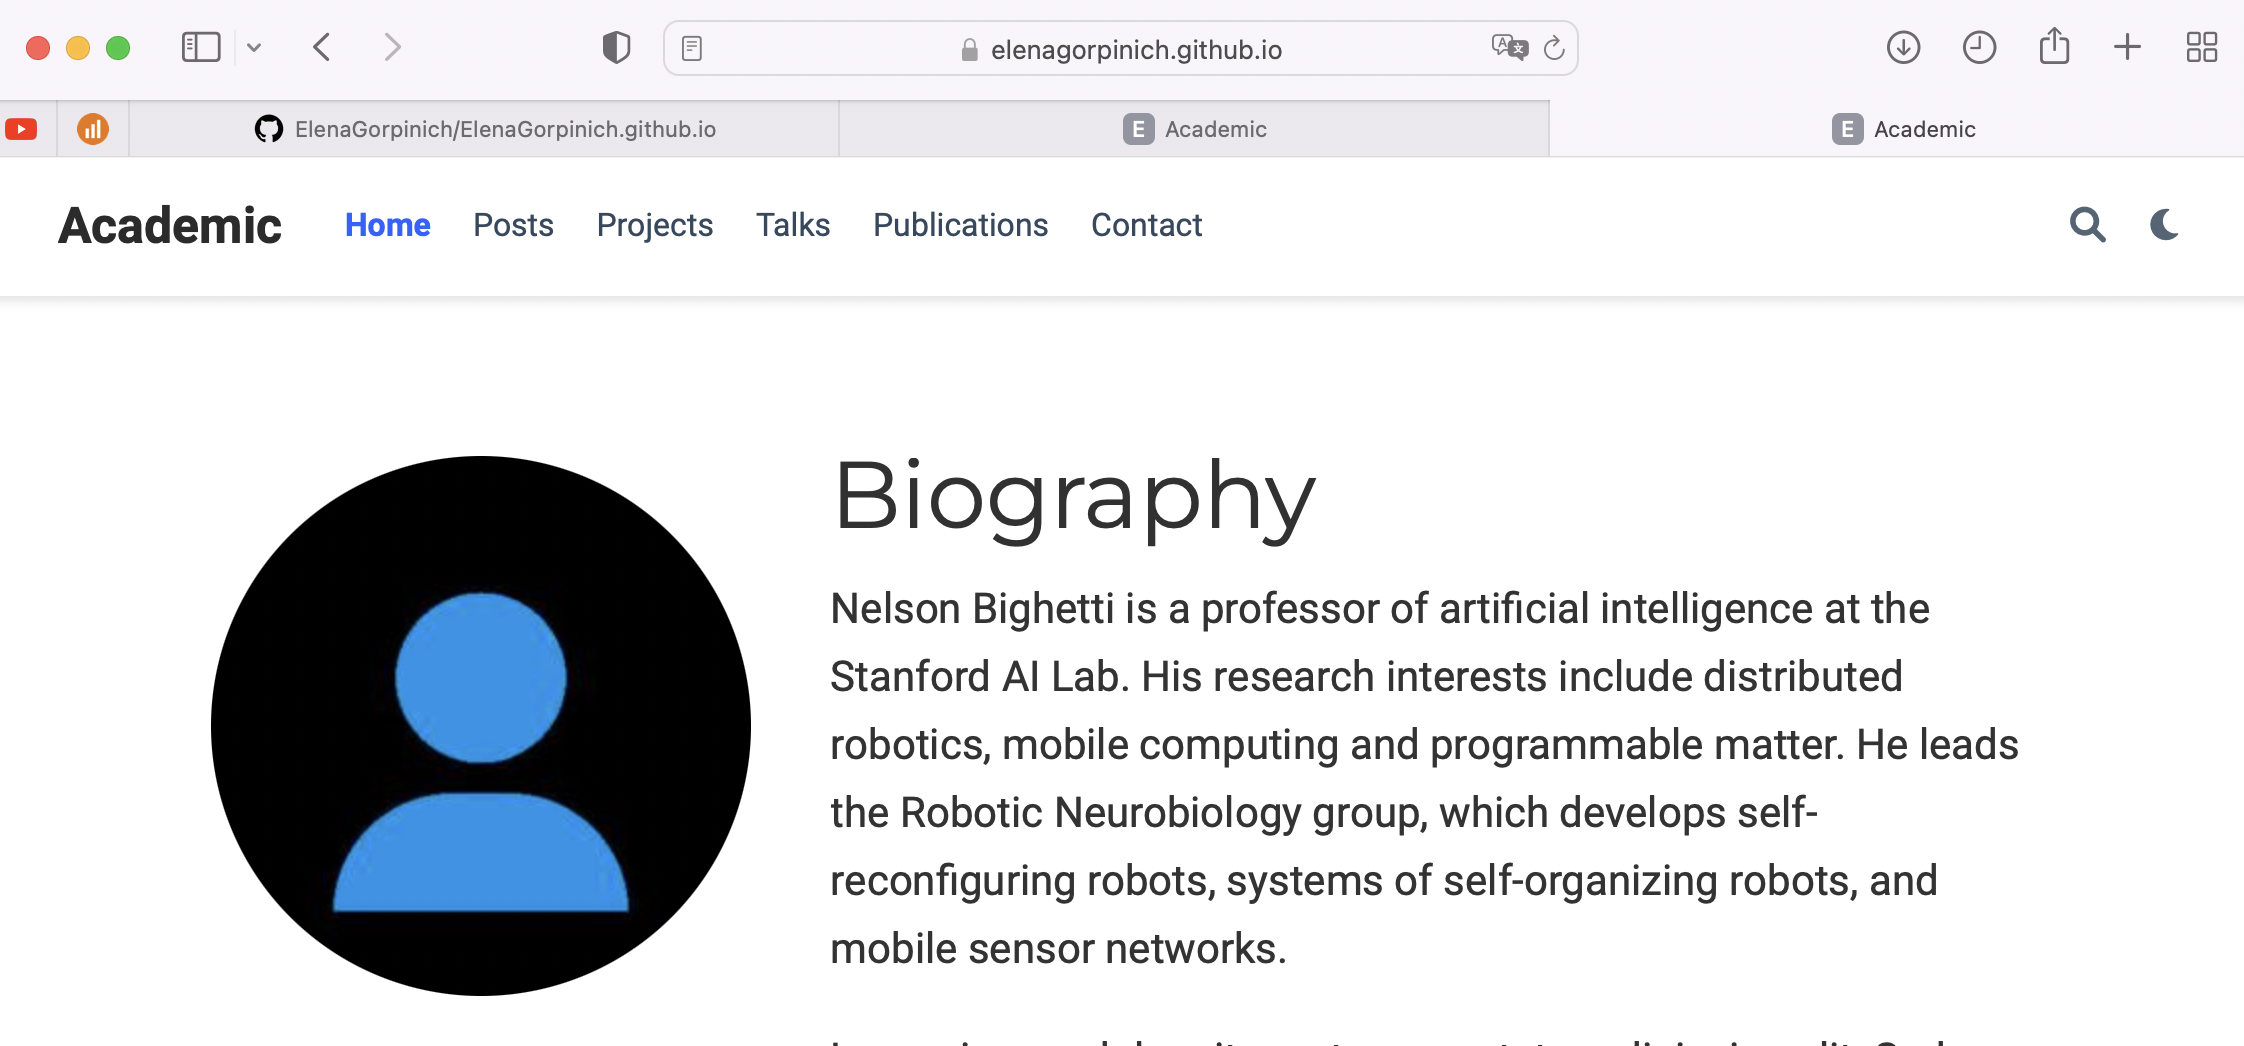 elenagorpinich.github.io
ElenaGorpinich/ElenaGorpinich.github.io
E Academic
E Academic
Academic Home Posts Projects Talks Publications Contact
Biography
Nelson Bighetti is a professor of artificial intelligence at the
Stanford AI Lab. His research interests include distributed
robotics, mobile computing and programmable matter. He leads
the Robotic Neurobiology group, which develops self-
reconfiguring robots, systems of self-organizing robots, and
mobile sensor networks.